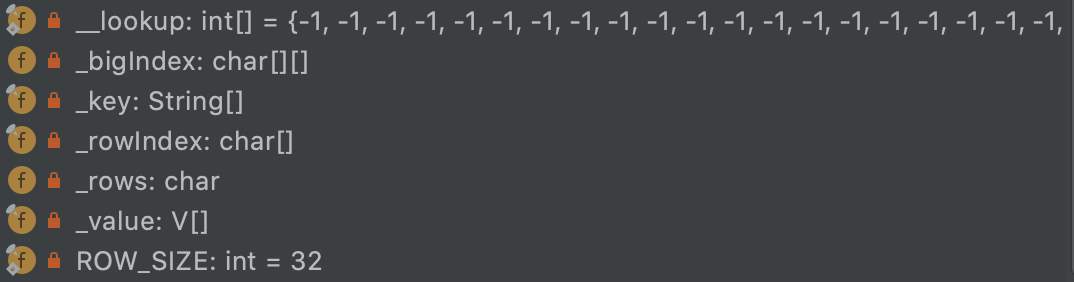 __lookup: int[] = {-1, -1, -1, -1, -1, -1, -1, -1, -1, -1, -1, -1, -1, -1, -1, -1, -1, -1, -1, -1,
_bigIndex: char[][]
_key: String[]
_rowIndex: char[]
_rows: char
_value: V[]
ROW_SIZE: int = 32